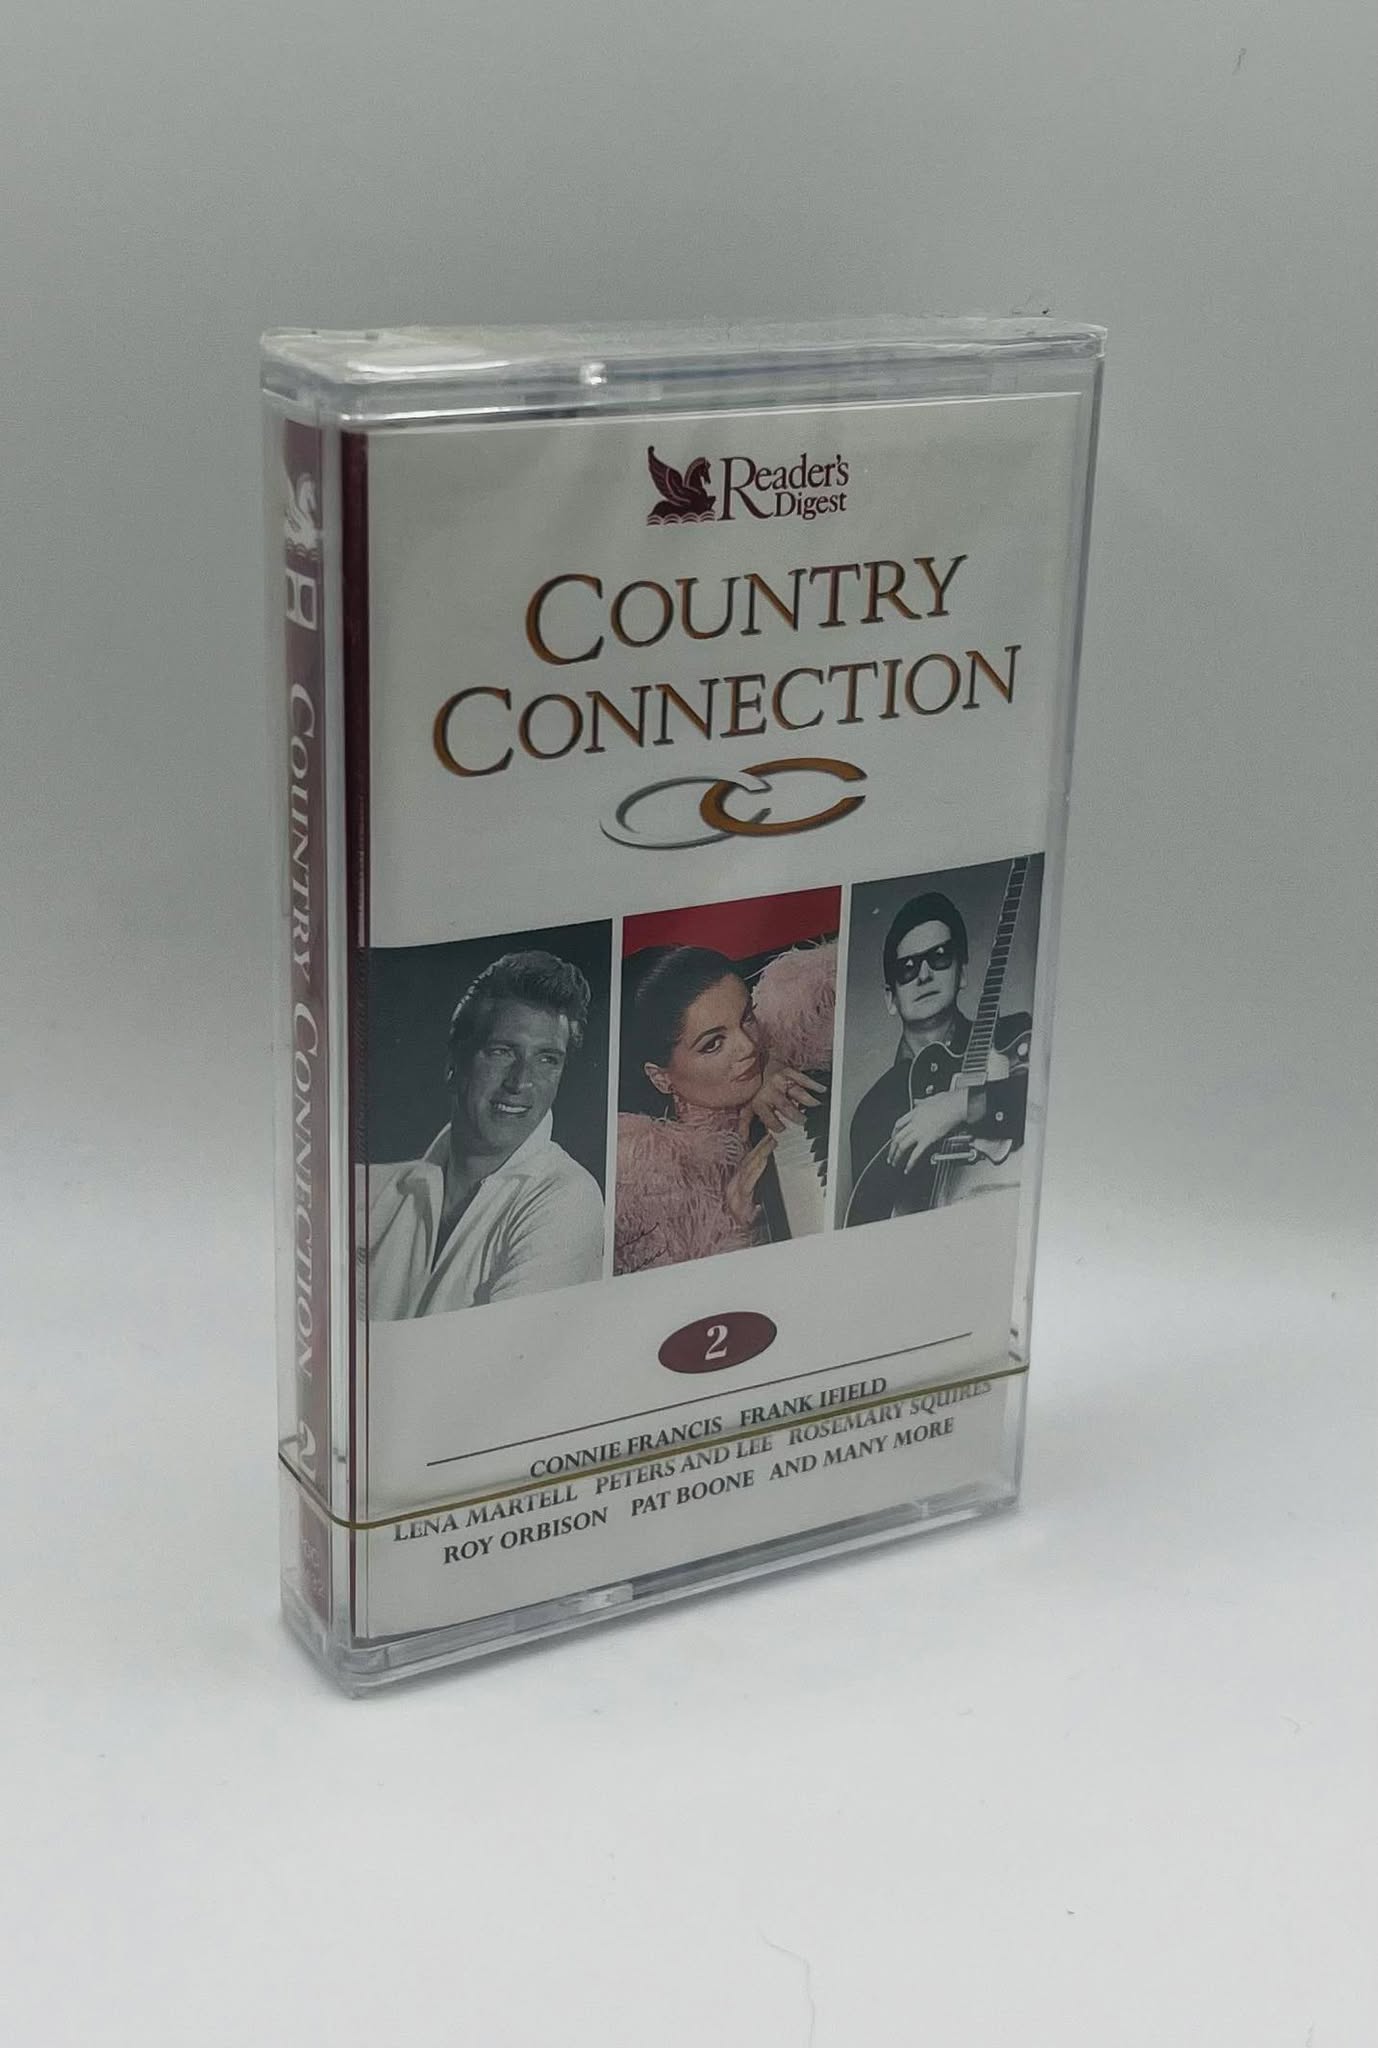 Reader's
Digest
COUNTRY
CONNECTION
2
CONNIE FRANCIS FRANK IFIELD
LENA MARTELL PETERS AND LEE ROSEMARY SQUIRES
ROY ORBISON PAT BOONE AND MANY MORE
COUNTRY CONNECTION 2